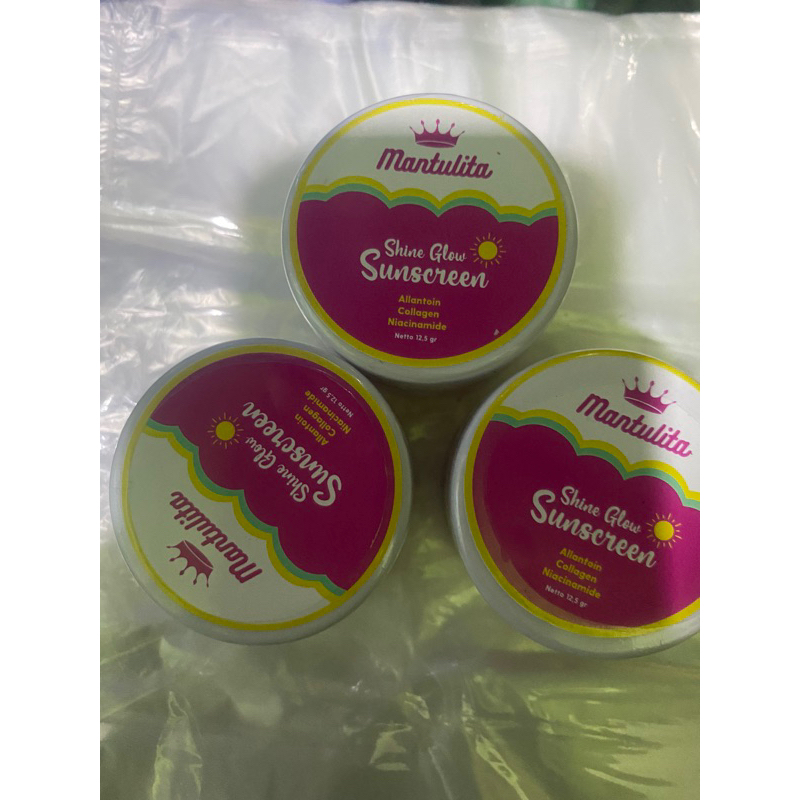 Mantulita
Shine Glow
Sunscreen
Allantoin
Collagen
Niacinamide
Netto 12,5 gr
Mantulita
Shine Glow
Sunscreen
Allantoin
Collagen
Niacinamide
Netto 12,5 gr
Mantulita
Shine Glow
Sunscreen
Allantoin
Collagen
Niacinamide
Netto 12,5 gr